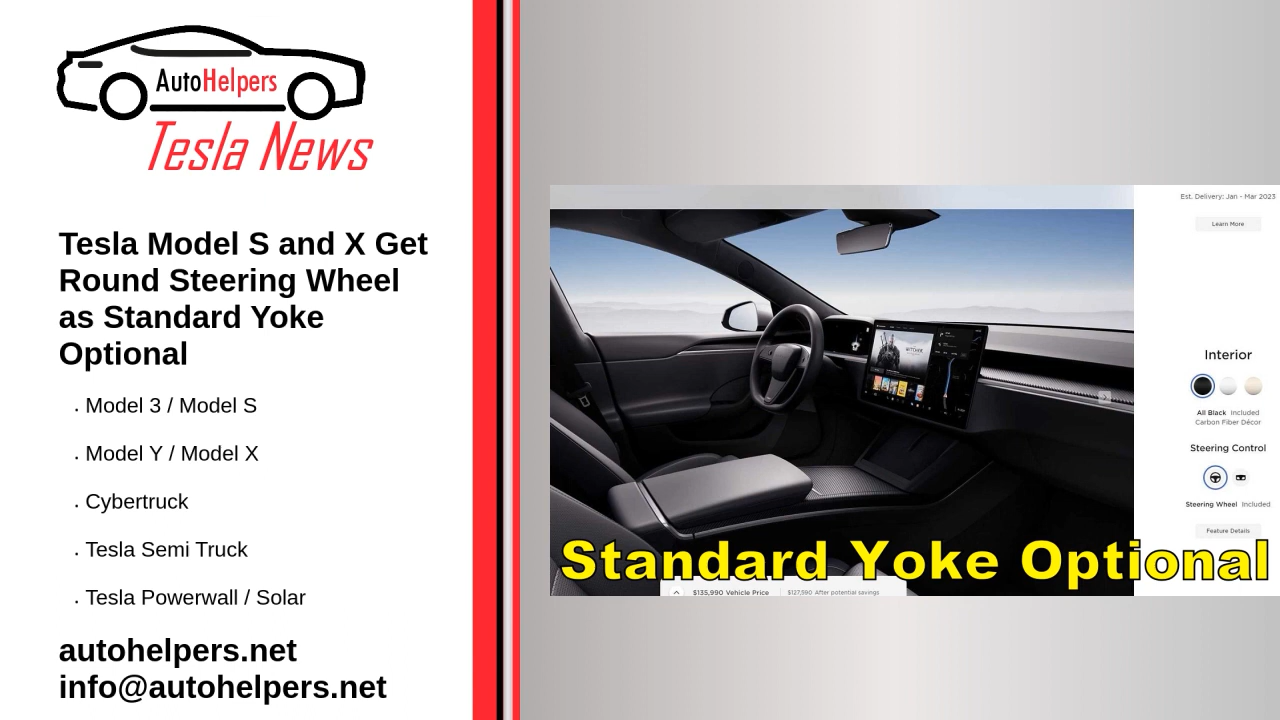 AutoHelpers
Tesla News
Tesla Model S and X Get
Round Steering Wheel
as Standard Yoke
Optional
· Model 3 / Model S
· Model Y / Model X
· Cybertruck
· Tesla Semi Truck
· Tesla Powerwall / Solar
autohelpers.net
info@autohelpers.net
Est. Delivery: Jan - Mar 2023
Learn More
WITCHER
Interior
All Black Included
Carbon Fiber Décor
Steering Control
Steering Wheel Included
Feature Details
Standard Yoke Optional
$135,990 Vehicle Price
$127,590 After potential savings